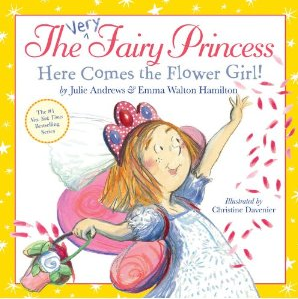 The very Fairy Princess
Here Comes the Flower Girl!
by Julie Andrews & Emma Walton Hamilton
The #1
New York Times
Bestselling
Series
Illustrated by
Christine Davenier